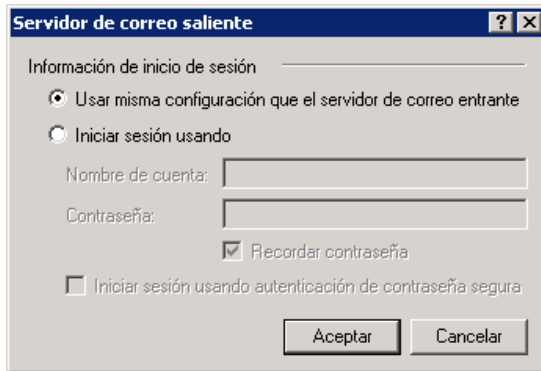 Servidor de correo saliente
Información de inicio de sesión
Usar misma configuración que el servidor de correo entrante
Iniciar sesión usando
Nombre de cuenta:
Contraseña:
Recordar contraseña
Iniciar sesión usando autenticación de contraseña segura
Aceptar Cancelar